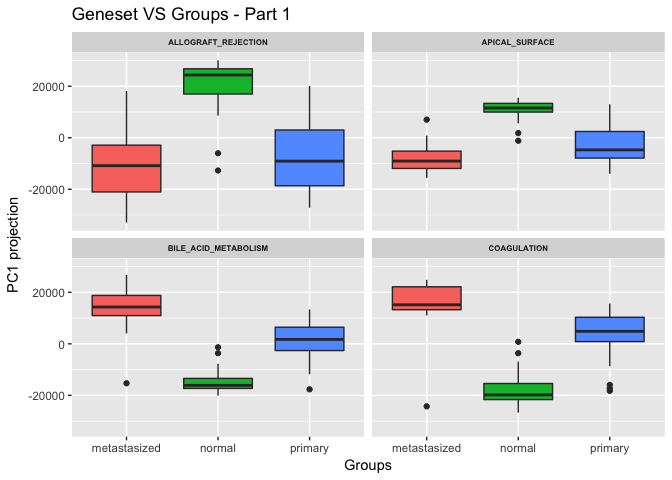 Geneset VS Groups - Part 1
ALLOGRAFT_REJECTION
APICAL_SURFACE
20000
0
-20000
BILE_ACID_METABOLISM
COAGULATION
20000
0
-20000
PC1 projection
metastasized normal primary
metastasized normal primary
Groups